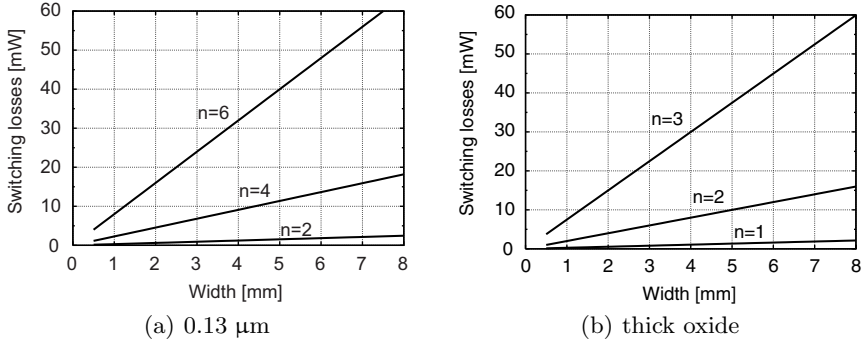 Switching losses [mW]
60
50
40
30
20
10
0
n=6
n=4
n=2
0 1 2 3 4 5 6 7 8
Width [mm]
(a) 0.13 µm
Switching losses [mW]
60
50
40
30
20
10
0
n=3
n=2
n=1
0 1 2 3 4 5 6 7 8
Width [mm]
(b) thick oxide